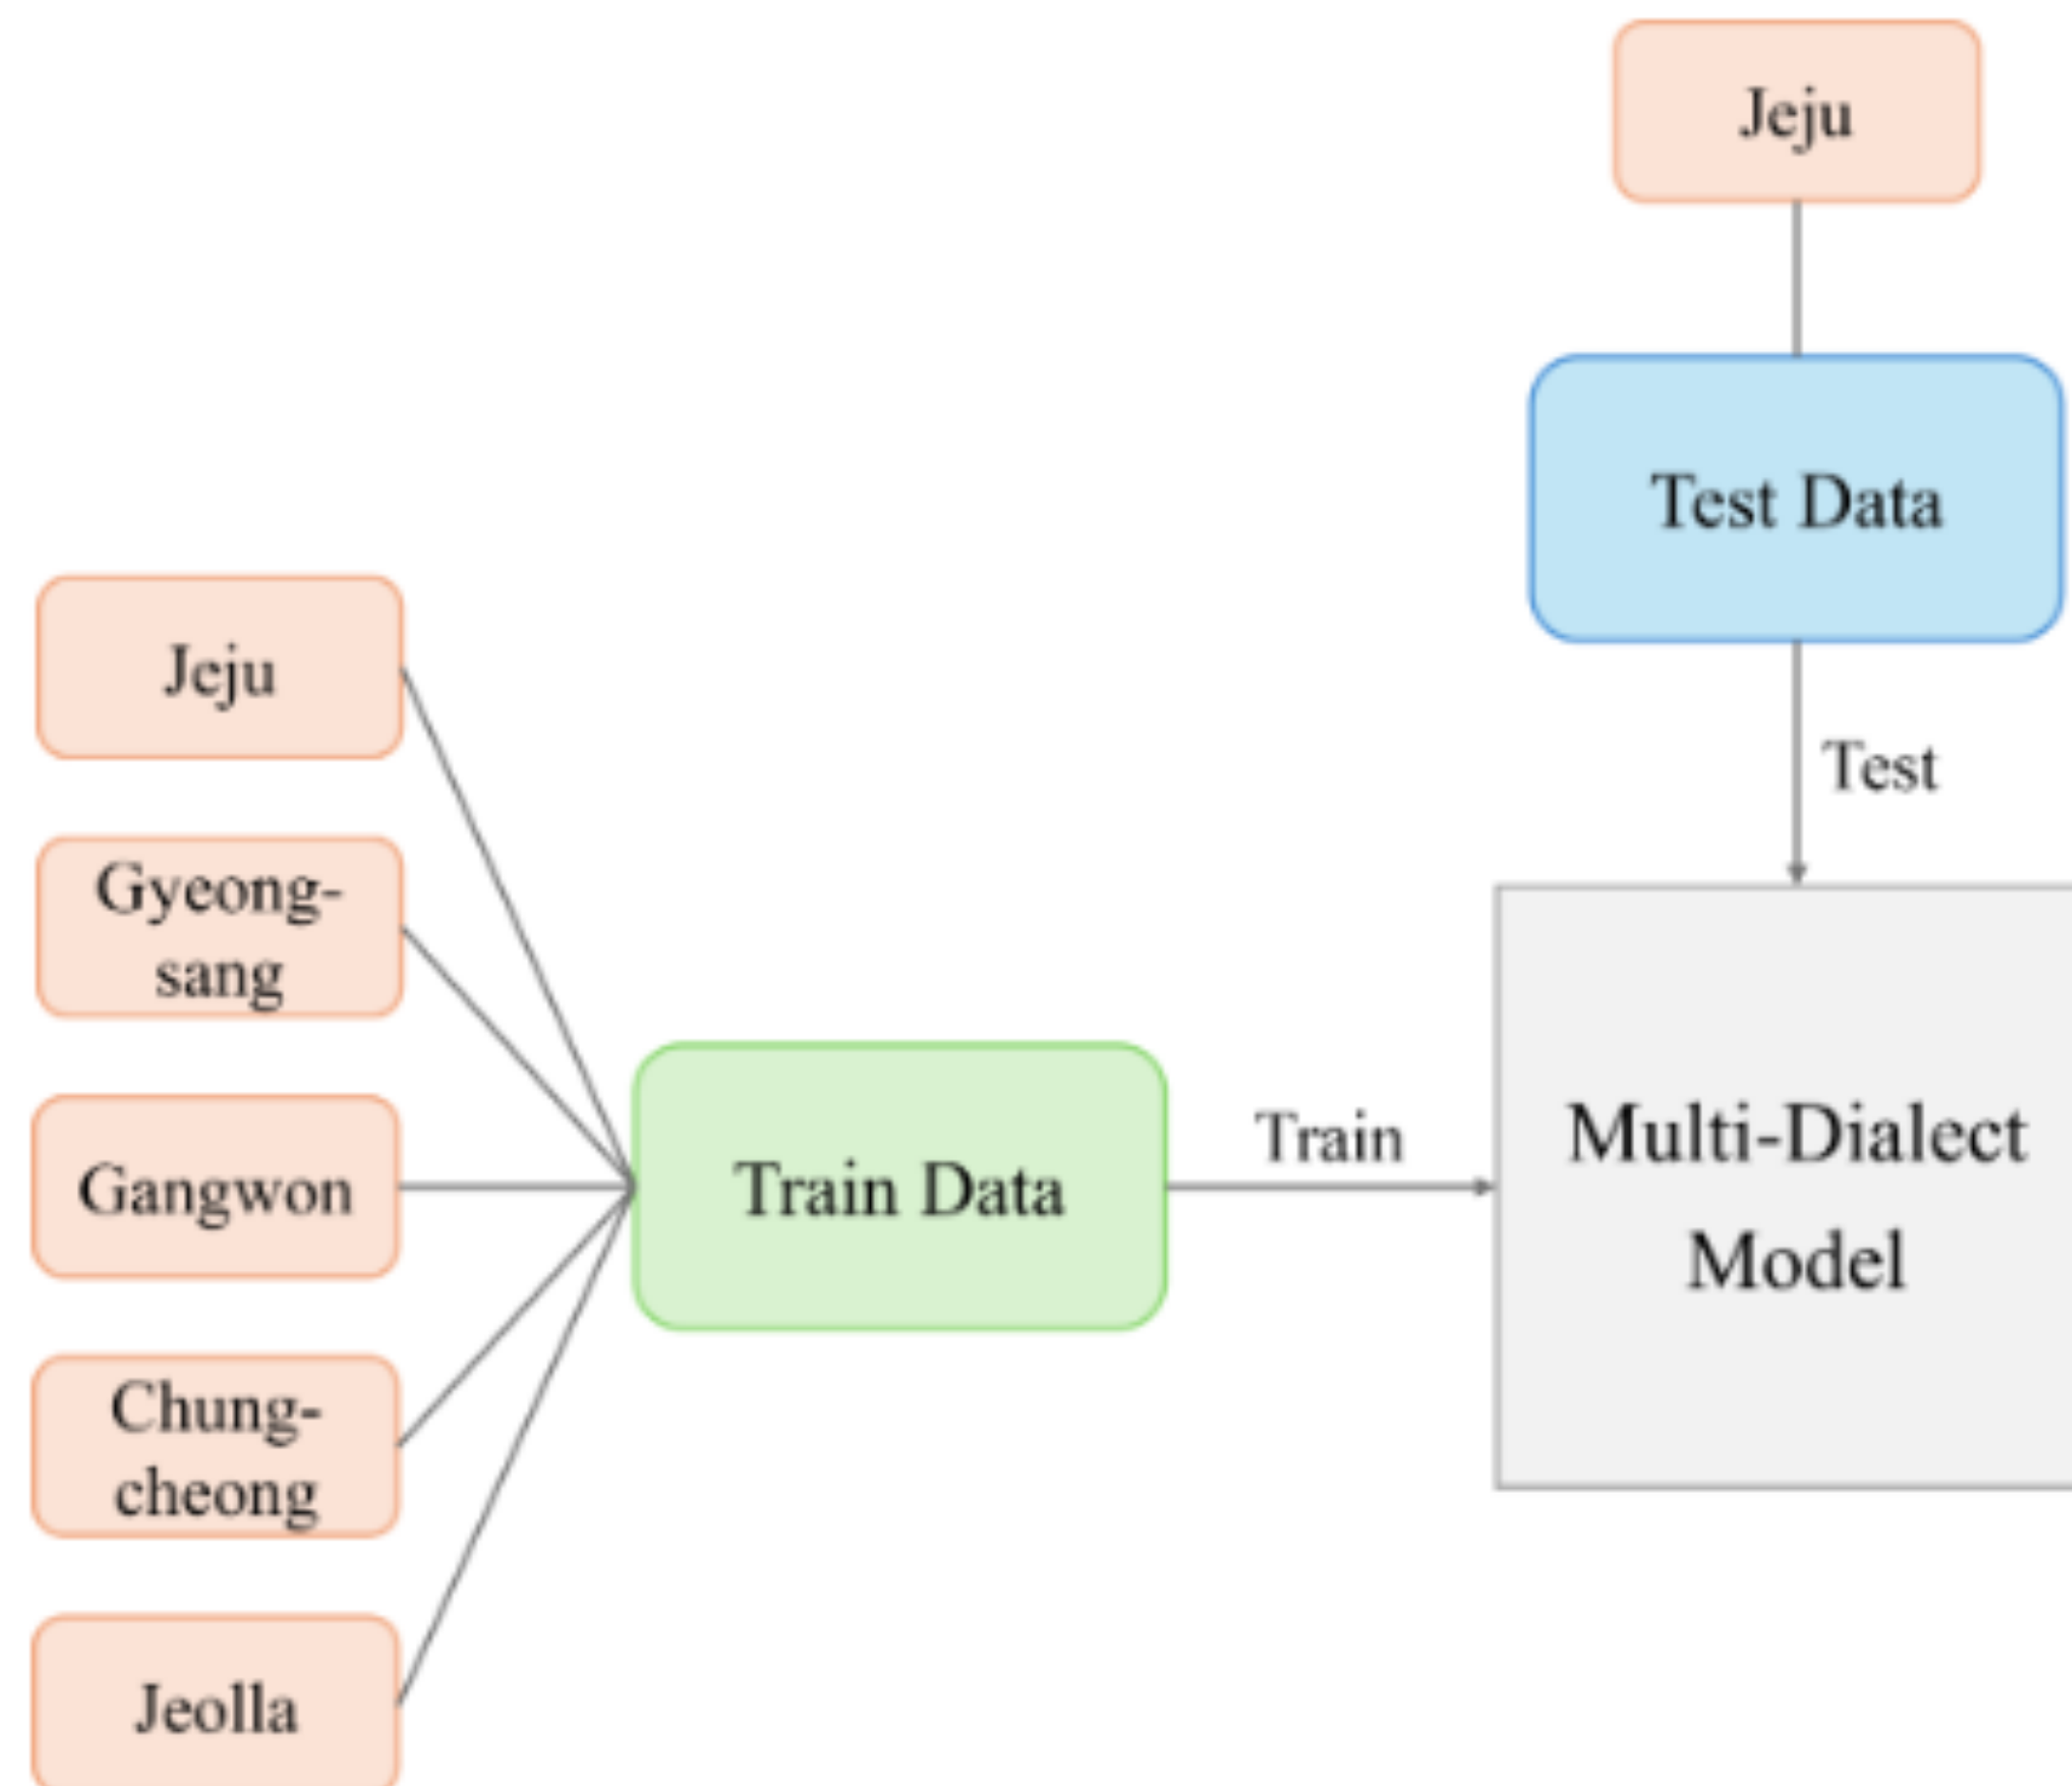 Jeju
Test Data
Test
Jeju
Gyeong-
sang
Gangwon
Chung-
cheong
Jeolla
Train Data
Train
Multi-Dialect
Model